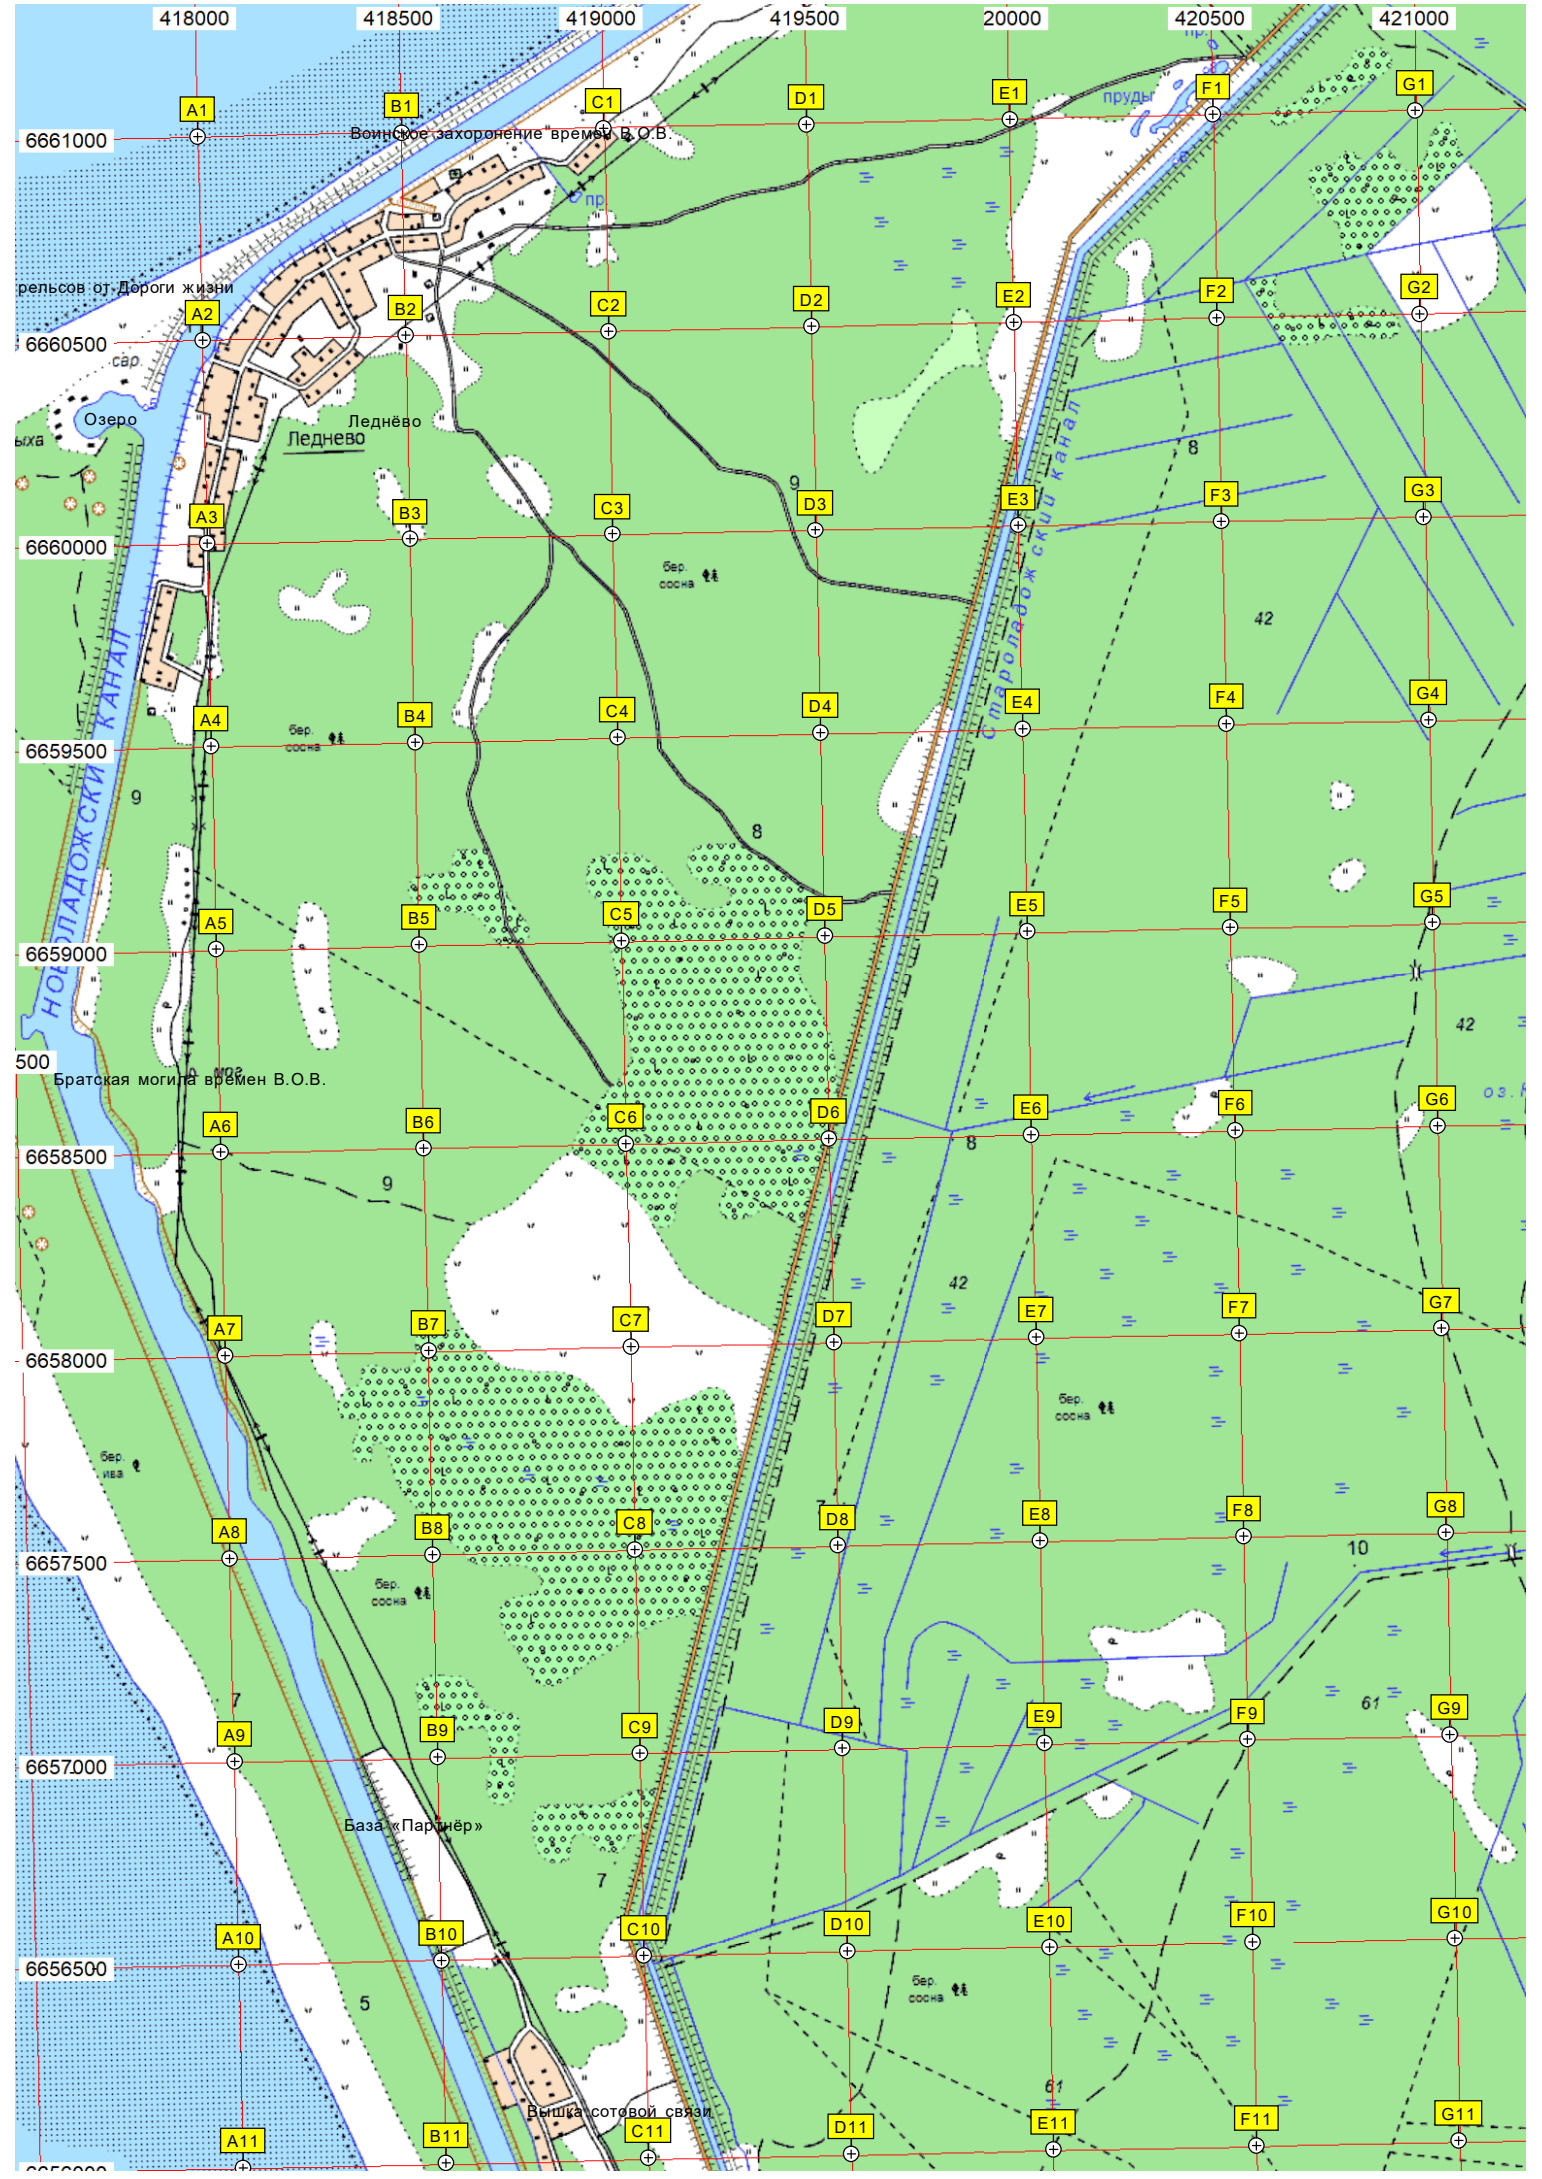 418000 418500 419000 419500 20000 420500 421000
пр.
A1 B1 C1 D1 E1 F1 G1
пруды
6661000
Воинское захоронение времен В.О.В.
пр.
рельсов от Дороги жизни
A2 B2 C2 D2 E2 F2 G2
6660500
сар.
Озеро
Леднёво
Леднево
ыха
8
9
A3 B3 C3 D3 E3 F3 G3
6660000
бер.
сосна
42
Староладожский канал
НОВОЛАДОЖСКИЙ КАНАЛ
A4 B4 C4 D4 E4 F4 G4
6659500
бер.
сосна
9
8
A5 B5 C5 D5 E5 F5 G5
6659000
42
500
мог.
Братская могила времен В.О.В.
оз.
A6 B6 C6 D6 E6 F6 G6
6658500
8
9
42
A7 B7 C7 D7 E7 F7 G7
6658000
бер.
сосна
бер.
ива
7
A8 B8 C8 D8 E8 F8 G8
6657500
10
бер.
сосна
7
61
A9 B9 C9 D9 E9 F9 G9
6657000
База «Партнёр»
7
A10 B10 C10 D10 E10 F10 G10
6656500
бер.
сосна
5
61
Вышка сотовой связи
A11 B11 C11 D11 E11 F11 G11
6656000